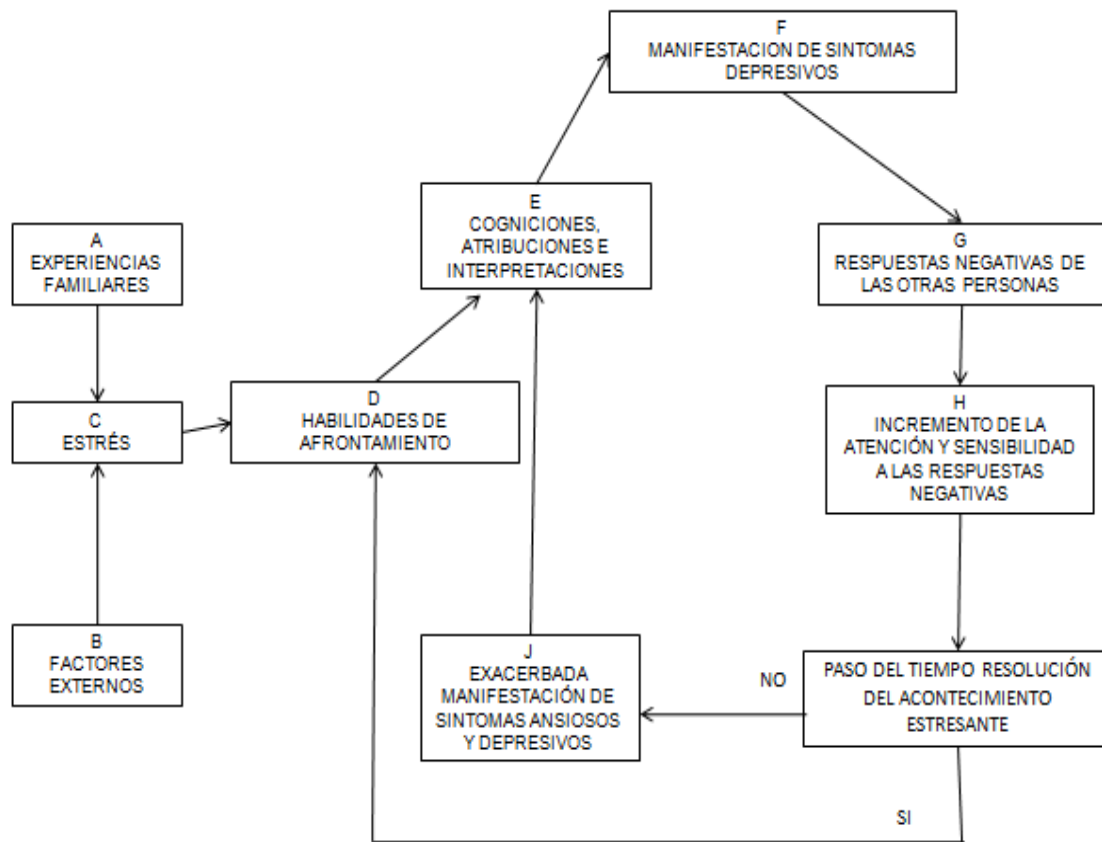 F
MANIFESTACION DE SINTOMAS
DEPRESIVOS
E
COGNICIONES,
ATRIBUCIONES E
INTERPRETACIONES
A
EXPERIENCIAS
FAMILIARES
G
RESPUESTAS NEGATIVAS DE
LAS OTRAS PERSONAS
C
ESTRÉS
D
HABILIDADES DE
AFRONTAMIENTO
H
INCREMENTO DE LA
ATENCIÓN Y SENSIBILIDAD
A LAS RESPUESTAS
NEGATIVAS
B
FACTORES
EXTERNOS
J
EXACERBADA
MANIFESTACIÓN DE
SINTOMAS ANSIOSOS
Y DEPRESIVOS
NO
PASO DEL TIEMPO RESOLUCIÓN
DEL ACONTECIMIENTO
ESTRESANTE
SI